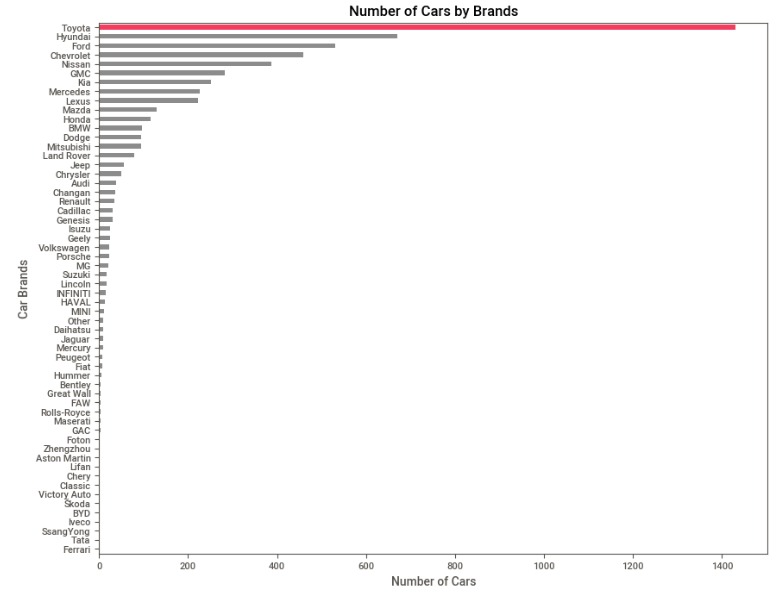 Number of Cars by Brands
Toyota
Hyundai
Ford
Chevrolet
Nissan
GMC
Kia
Mercedes
Lexus
Mazda
Honda
BMW
Dodge
Mitsubishi
Land Rover
Jeep
Chrysler
Audi
Changan
Renault
Cadillac
Genesis
Isuzu
Geely
Volkswagen
Porsche
MG
Suzuki
Lincoln
INFINITI
HAVAL
MINI
Other
Daihatsu
Jaguar
Mercury
Peugeot
Fiat
Hummer
Bentley
Great Wall
FAW
Rolls-Royce
Maserati
GAC
Foton
Zhengzhou
Aston Martin
Lifan
Chery
Classic
Victory Auto
Škoda
BYD
Iveco
SsangYong
Tata
Ferrari
Car Brands
0 200 400 600 800 1000 1200 1400
Number of Cars